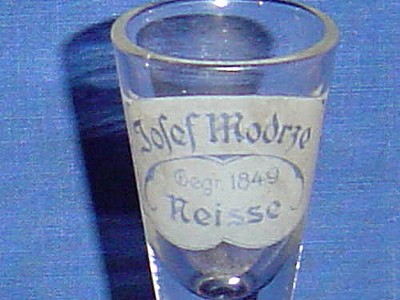 Josef Modrze
Gegr. 1849
Neisse